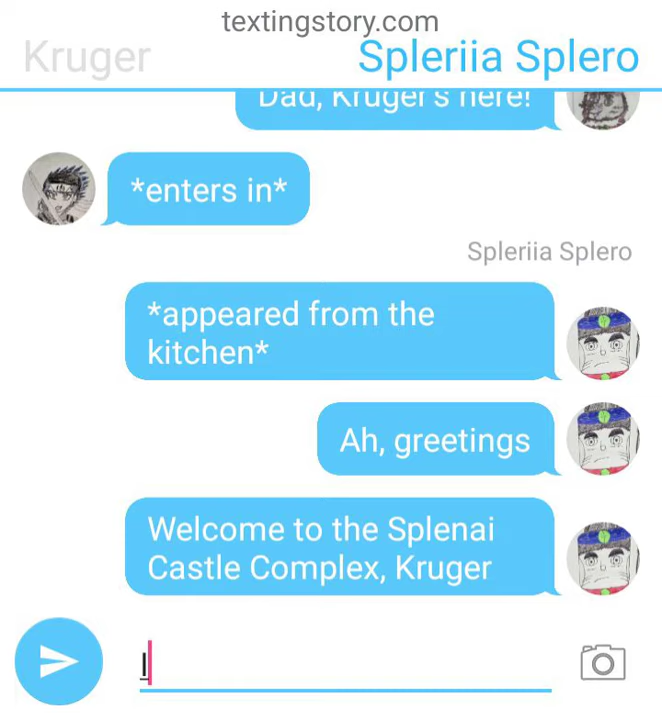 textingstory.com
Kruger
Spleriia Splero
Dad, Kruger's here!
*enters in*
Spleriia Splero
*appeared from the
kitchen*
Ah, greetings
Welcome to the Splenai
Castle Complex, Kruger
I